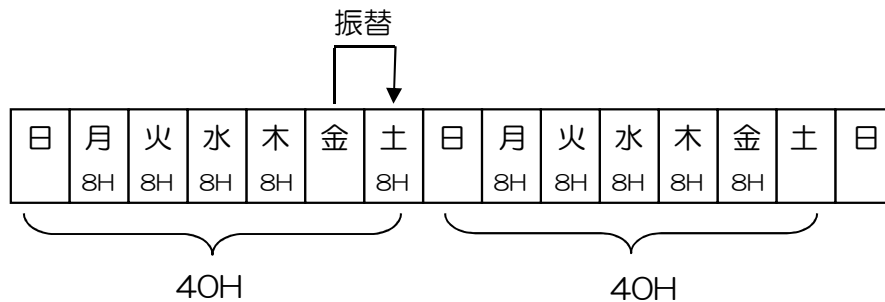 振替
日 月 火 水 木 金 土 日 月 火 水 木 金 土 日
8H 8H 8H 8H 8H 8H 8H 8H 8H 8H
40H 40H